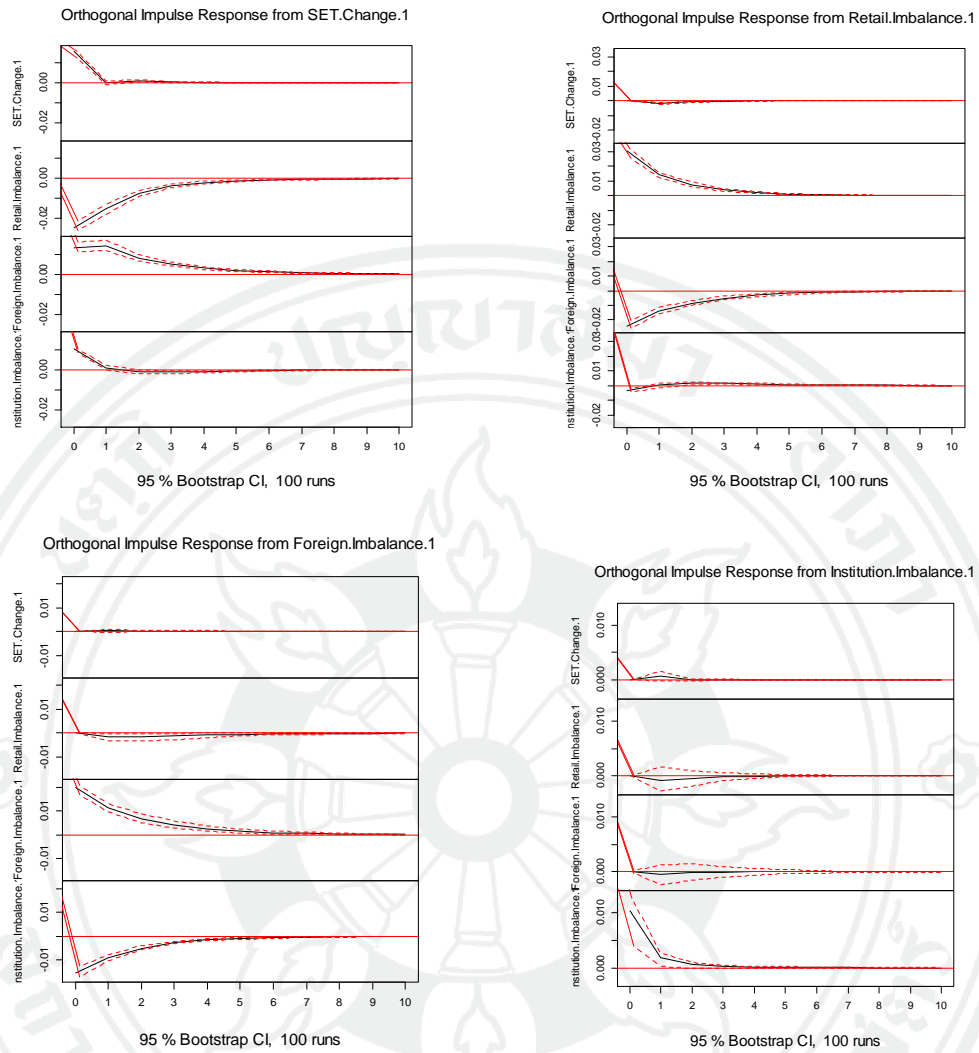 Orthogonal Impulse Response from SET.Change.1
SET.Change.1
0.00
-0.02
Retail.Imbalance.1
0.00
-0.02
Foreign.Imbalance.1
0.00
-0.02
nstitution.Imbalance.
0.00
-0.02
0 1 2 3 4 5 6 7 8 9 10
95 % Bootstrap CI, 100 runs
Orthogonal Impulse Response from Retail.Imbalance.1
SET.Change.1
0.03
0.01
-0.02
Retail.Imbalance.1
0.03
0.01
-0.02
Foreign.Imbalance.1
0.03
0.01
-0.02
nstitution.Imbalance.
0.03
0.01
-0.02
0 1 2 3 4 5 6 7 8 9 10
95 % Bootstrap CI, 100 runs
Orthogonal Impulse Response from Foreign.Imbalance.1
SET.Change.1
0.01
-0.01
Retail.Imbalance.1
0.01
-0.01
Foreign.Imbalance.1
0.01
-0.01
nstitution.Imbalance.
0.01
-0.01
0 1 2 3 4 5 6 7 8 9 10
95 % Bootstrap CI, 100 runs
Orthogonal Impulse Response from Institution.Imbalance.1
SET.Change.1
0.010
0.000
Retail.Imbalance.1
0.010
0.000
Foreign.Imbalance.1
0.010
0.000
nstitution.Imbalance.
0.010
0.000
0 1 2 3 4 5 6 7 8 9 10
95 % Bootstrap CI, 100 runs